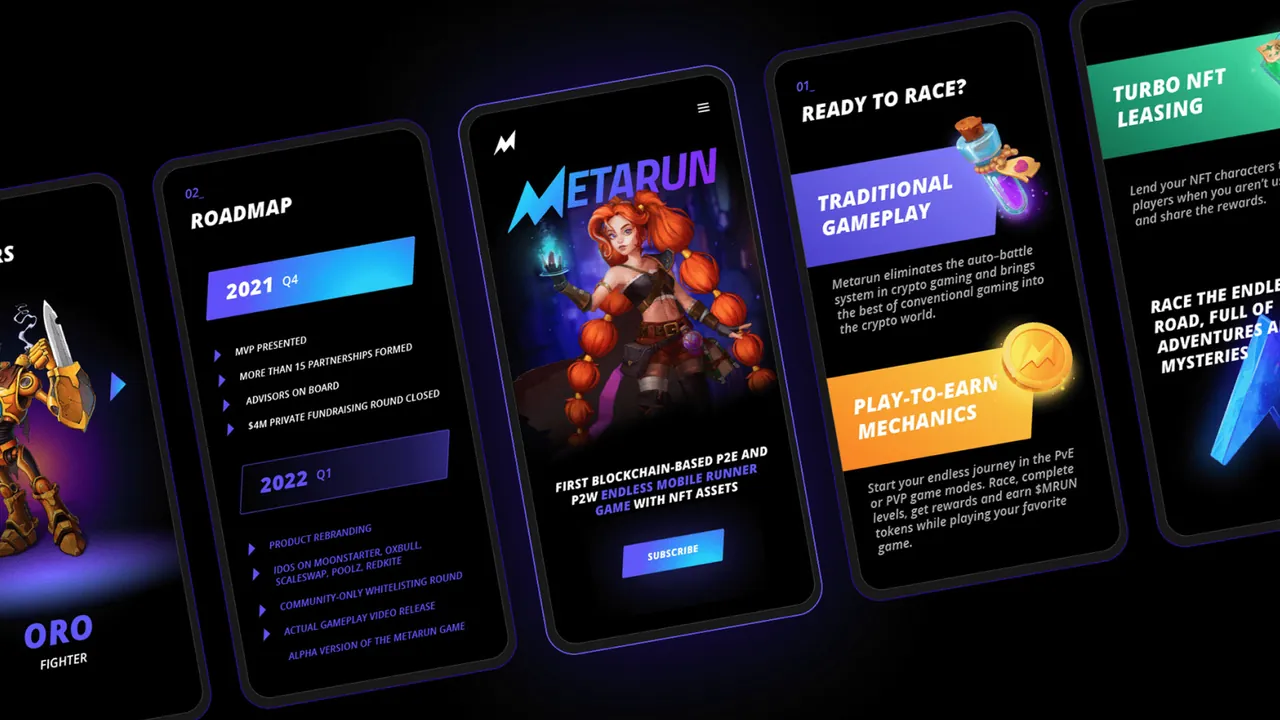 RS
ORO
FIGHTER
02_
ROADMAP
2021 Q4
MVP PRESENTED
MORE THAN 15 PARTNERSHIPS FORMED
ADVISORS ON BOARD
$4M PRIVATE FUNDRAISING ROUND CLOSED
2022 Q1
PRODUCT REBRANDING
IDOS ON MOONSTARTER, OXBULL,
SCALESWAP, POOLZ, REDKITE
COMMUNITY-ONLY WHITELISTING ROUND
ACTUAL GAMEPLAY VIDEO RELEASE
ALPHA VERSION OF THE METARUN GAME
METARUN
FIRST BLOCKCHAIN-BASED P2E AND
P2W ENDLESS MOBILE RUNNER
GAME WITH NFT ASSETS
SUBSCRIBE
01_
READY TO RACE?
TRADITIONAL
GAMEPLAY
Metarun eliminates the auto-battle
system in crypto gaming and brings
the best of conventional gaming into
the crypto world.
PLAY-TO-EARN
MECHANICS
Start your endless journey in the PvE
or PVP game modes. Race, complete
levels, get rewards and earn $MRUN
tokens while playing your favorite
game.
TURBO NFT
LEASING
Lend your NFT characters
players when you aren't
and share the rewards.
RACE THE
ROAD, FULL OF
ADVENTURES
MYSTERIES